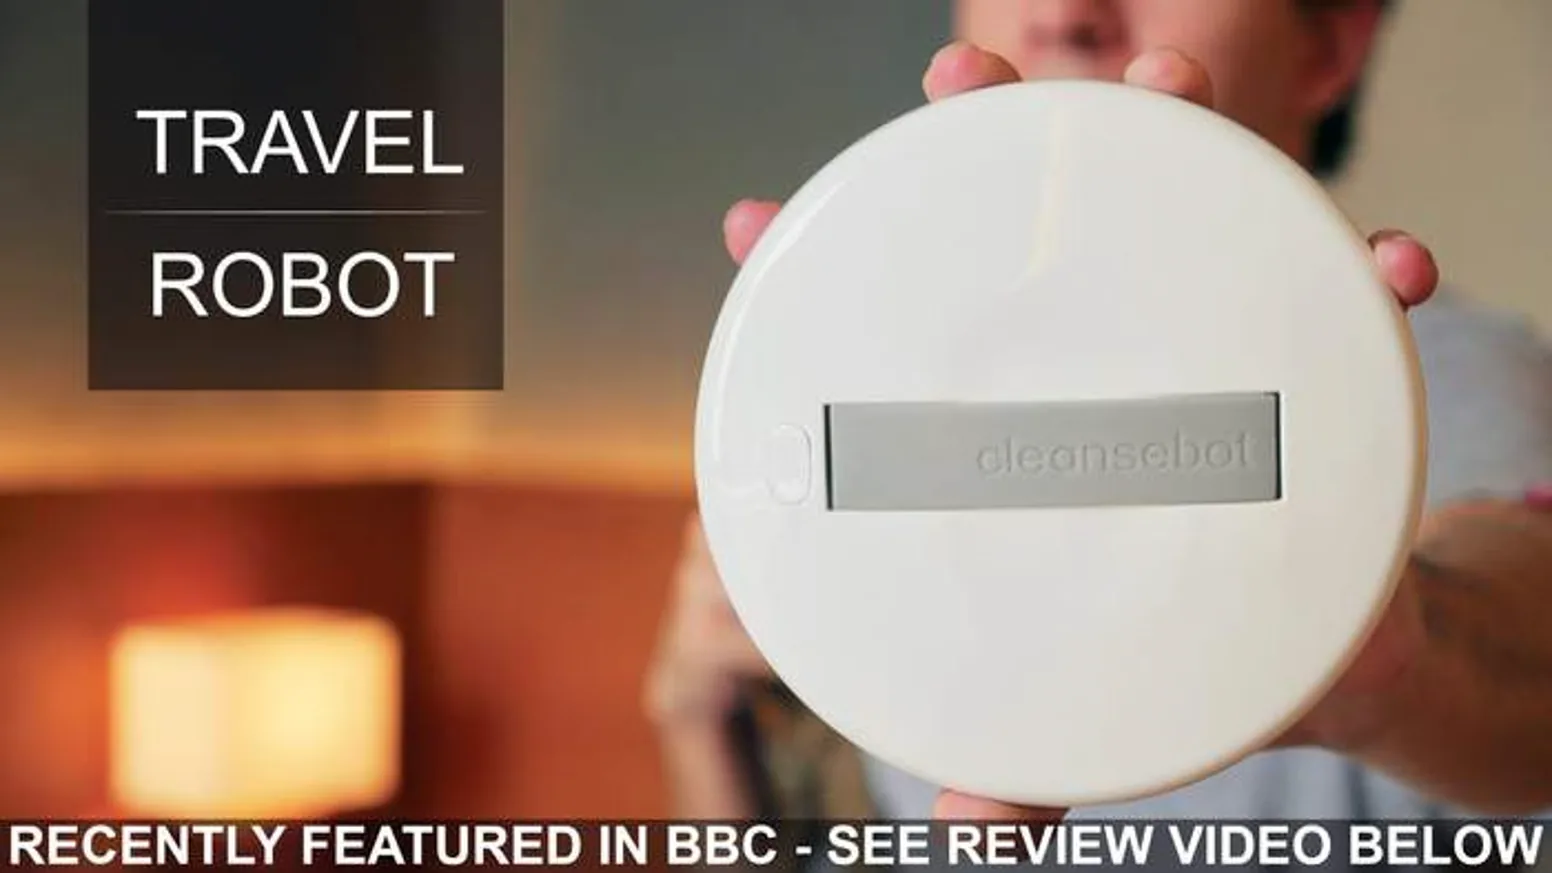 TRAVEL
ROBOT
cleansebot
RECENTLY FEATURED IN BBC - SEE REVIEW VIDEO BELOW